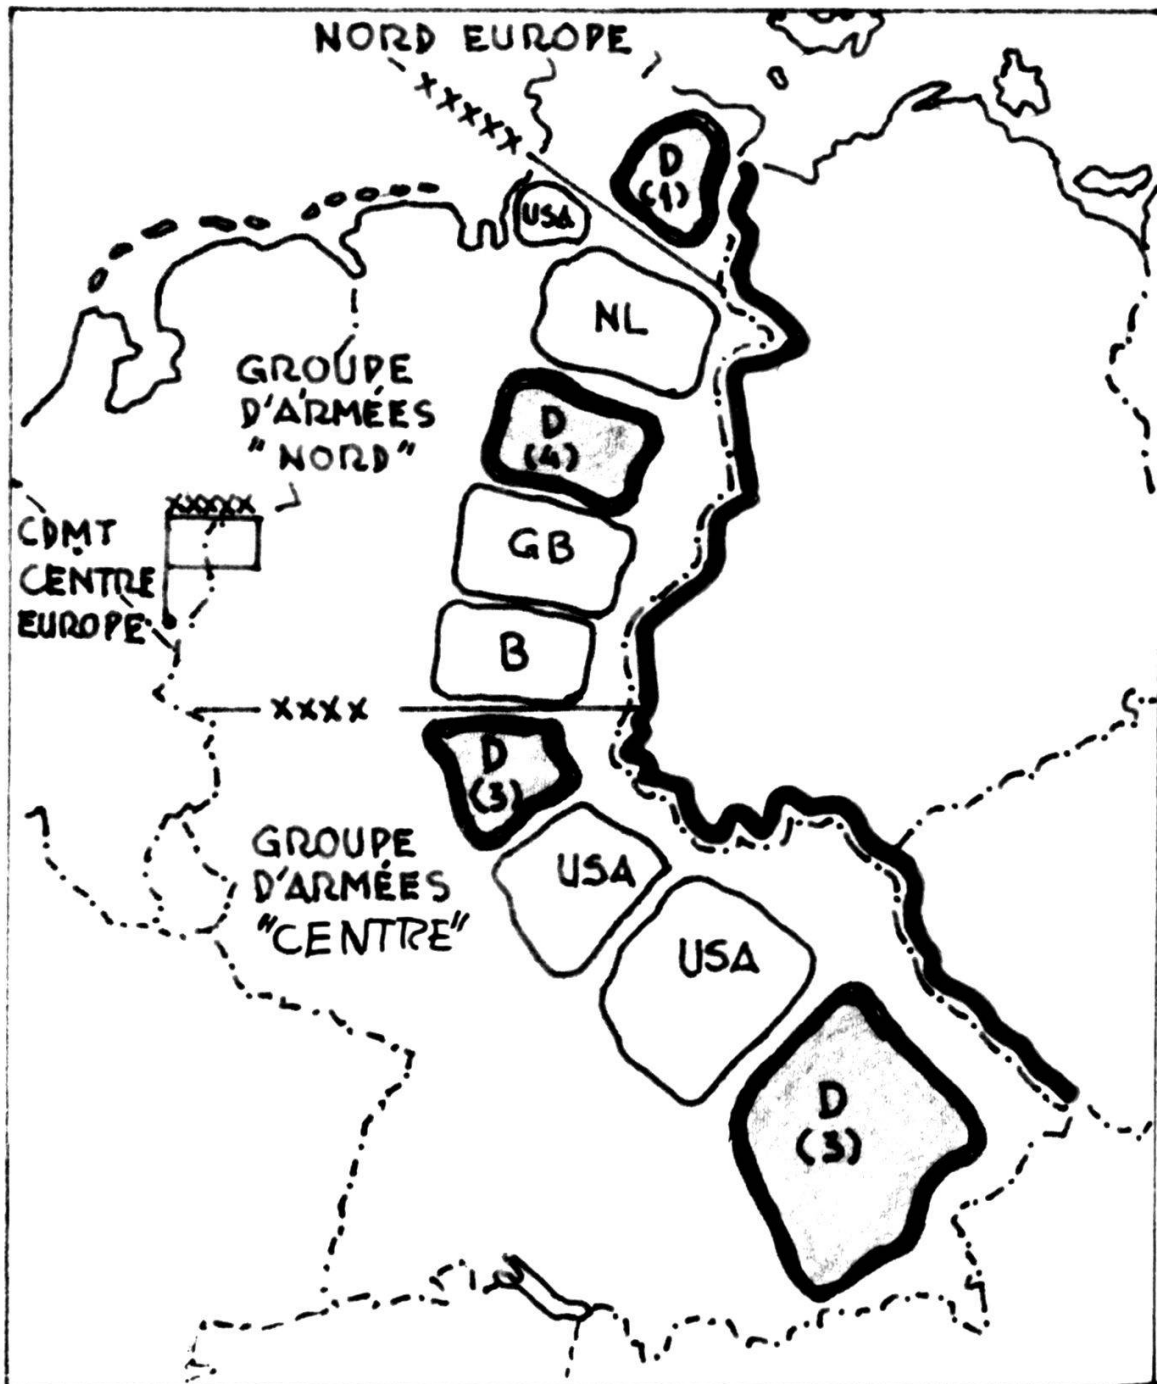 NORD EUROPE
XXXXX
D
(1)
USA
NL
GROUPE
D'ARMÉES
"NORD"
D
(4)
XXXXX
CDMT
CENTRE
EUROPE
GB
B
XXXX
D
(3)
GROUPE
D'ARMÉES
"CENTRE"
USA
USA
D
(3)